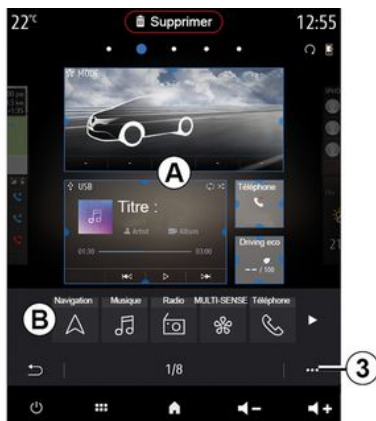 22°C
Supprimer
12:55
MODE
A
USB
Titre :
Artist
Album
01:30
03:00
Téléphone
Driving eco
-- / 100
B
Navigation
Musique
Radio
MULTI-SENSE
Téléphone
1/8
3